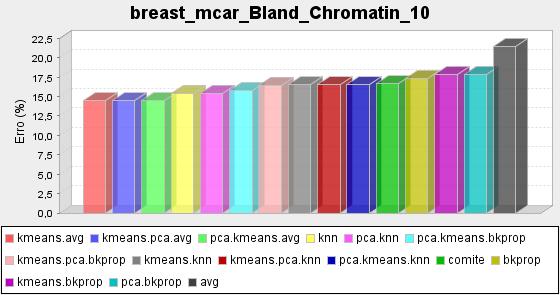 breast_mcar_Bland_Chromatin_10
22,5
20,0
17,5
15,0
12,5
10,0
7,5
5,0
2,5
0,0
Erro (%)
kmeans.avg kmeans.pca.avg pca.kmeans.avg knn pca.knn pca.kmeans.bkprop
kmeans.pca.bkprop kmeans.knn kmeans.pca.knn pca.kmeans.knn comite bkprop
kmeans.bkprop pca.bkprop avg